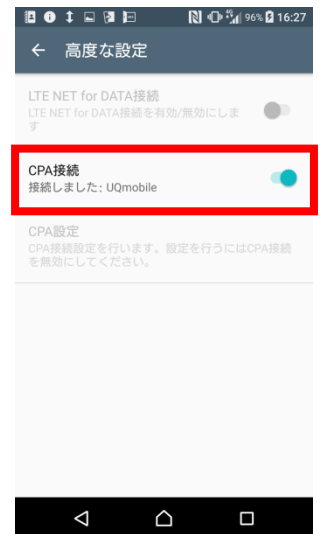 4G 96% 16:27
高度な設定
LTE NET for DATA接続
LTE NET for DATA接続を有効/無効にしま
す
CPA接続
接続しました: UQmobile
CPA設定
CPA接続設定を行います。設定を行うにはCPA接続
を無効にしてください。